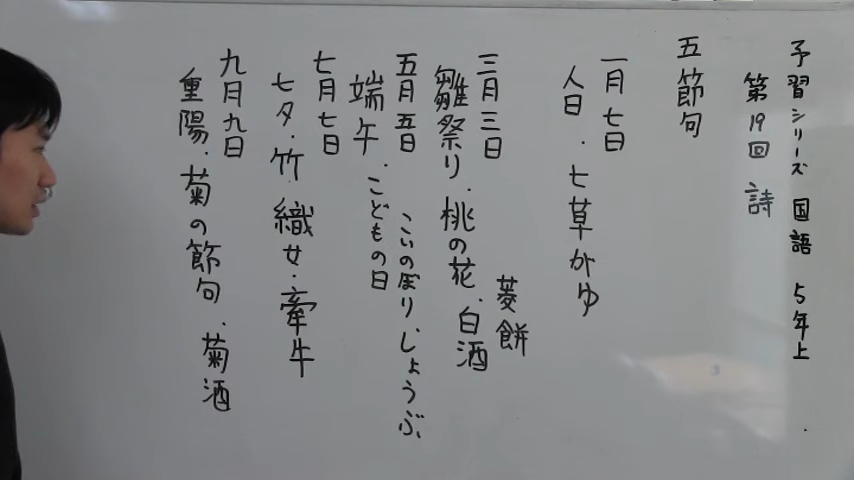 予習シリーズ 国語 5年上
第19回 詩
五節句
一月七日
人日・七草がゆ
三月三日
菱餅
雛祭り・桃の花・白酒
五月五日
こいのぼり、しょうぶ
端午・こどもの日
七月七日
七夕・竹・織女・牽牛
九月九日
重陽・菊の節句・菊酒